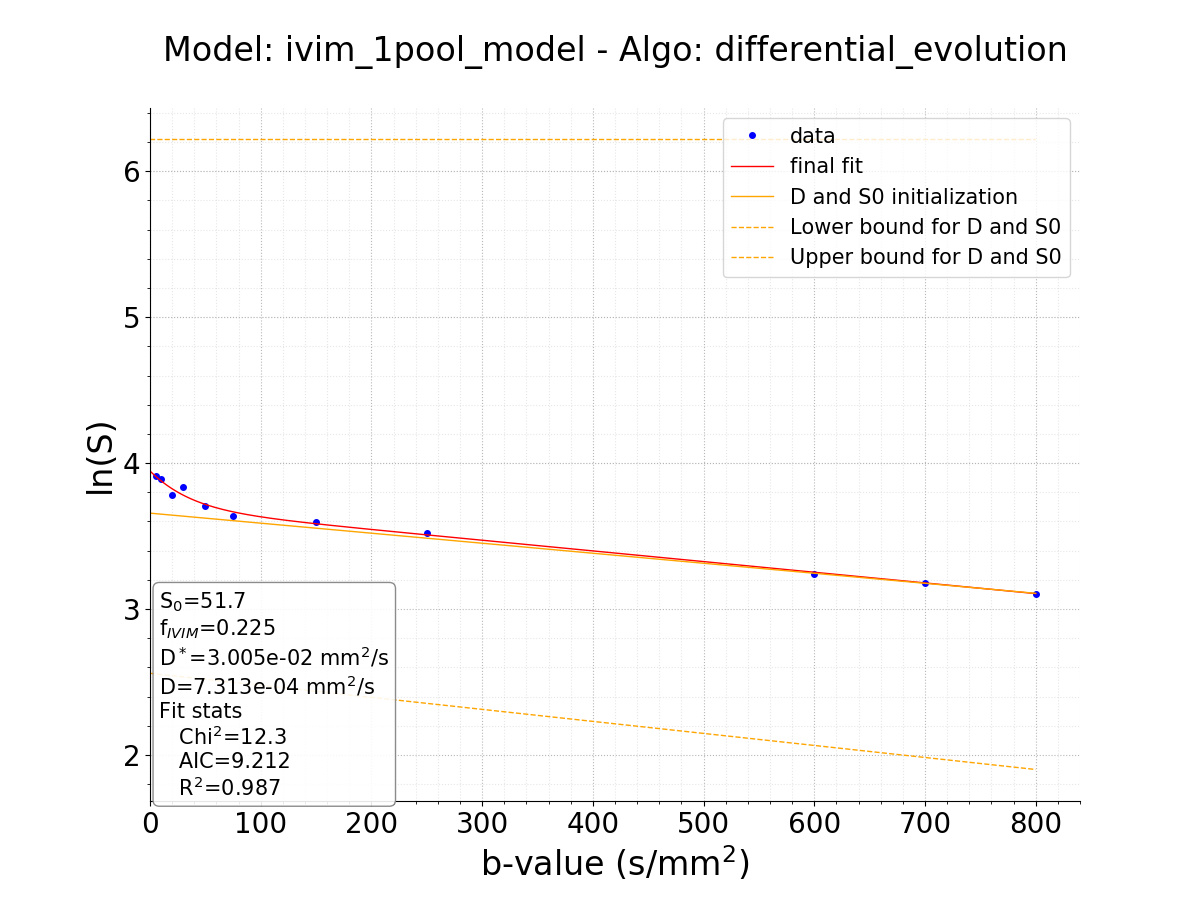 Model: ivim_1pool_model - Algo: differential_evolution
data
final fit
D and S0 initialization
Lower bound for D and S0
Upper bound for D and S0
6
5
4
3
2
ln(S)
S₀=51.7
f_IVIM=0.225
D*=3.005e-02 mm²/s
D=7.313e-04 mm²/s
Fit stats
Chi²=12.3
AIC=9.212
R²=0.987
0 100 200 300 400 500 600 700 800
b-value (s/mm²)